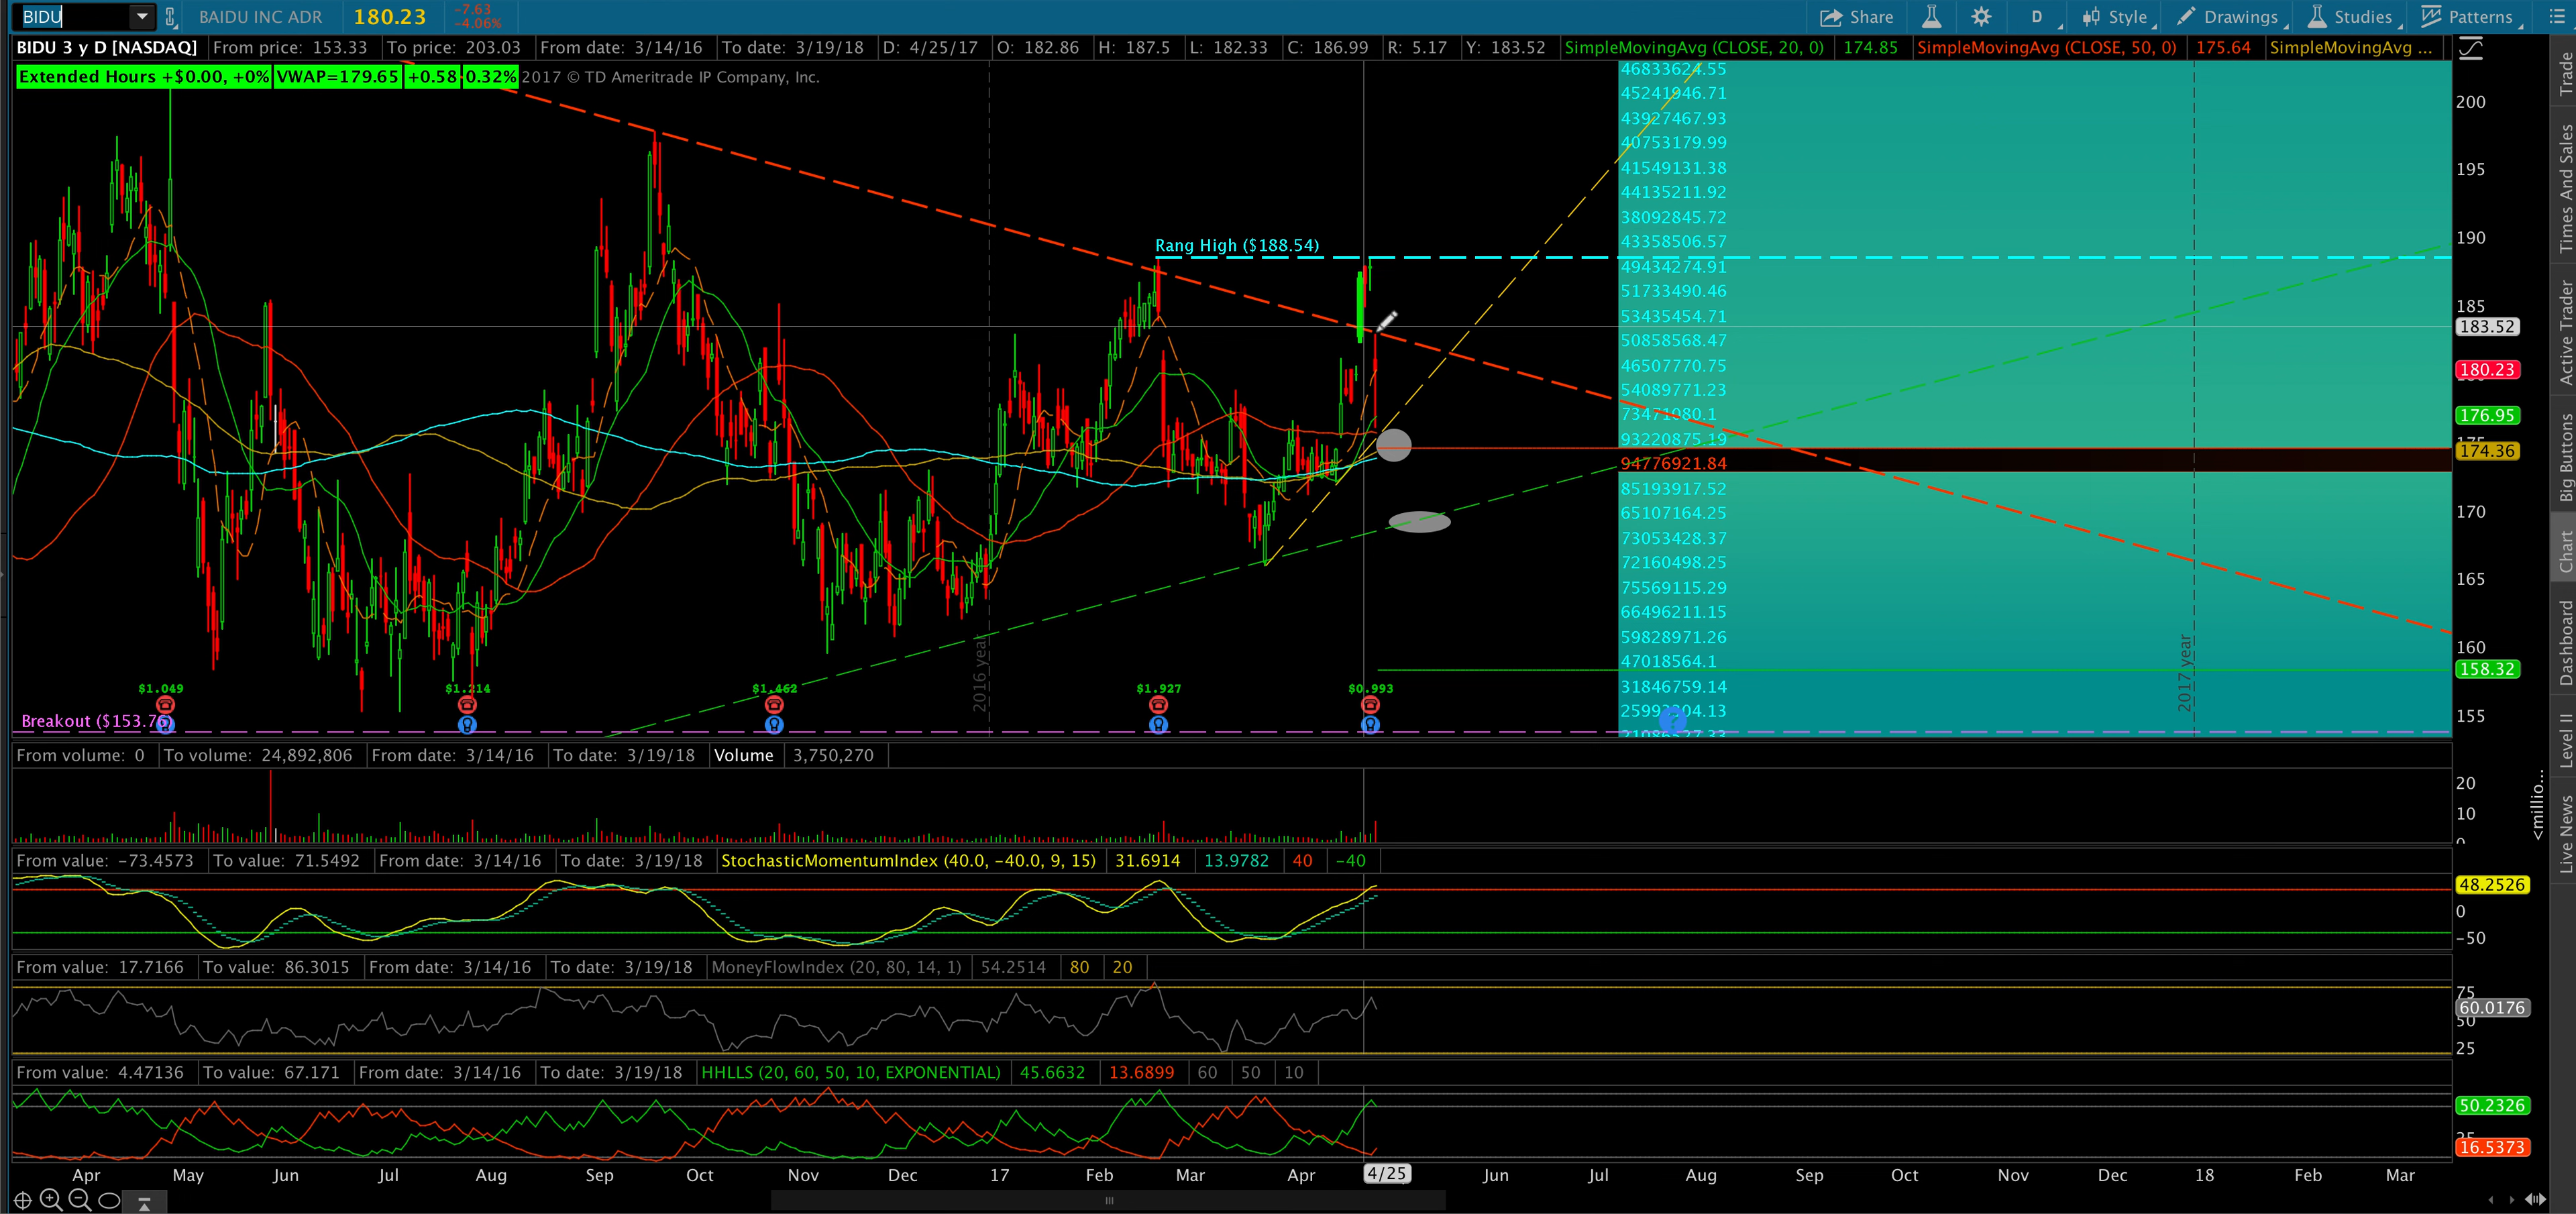 BIDU BAIDU INC ADR 180.23 -7.63 -4.06% Share D Style Drawings Studies Patterns
BIDU 3 y D [NASDAQ] From price: 153.33 To price: 203.03 From date: 3/14/16 To date: 3/19/18 D: 4/25/17 O: 182.86 H: 187.5 L: 182.33 C: 186.99 R: 5.17 Y: 183.52 SimpleMovingAvg (CLOSE, 20, 0) 174.85 SimpleMovingAvg (CLOSE, 50, 0) 175.64 SimpleMovingAvg ...
Extended Hours +$0.00, +0% VWAP=179.65 +0.58 0.32% 2017 © TD Ameritrade IP Company, Inc.
46833624.55
45241946.71
43927467.93
40753179.99
41549131.38
44135211.92
38092845.72
43358506.57
49434274.91
51733490.46
53435454.71
50858568.47
46507770.75
54089771.23
73471080.1
93220875.19
94776921.84
85193917.52
65107164.25
73053428.37
72160498.25
75569115.29
66496211.15
59828971.26
47018564.1
31846759.14
Rang High ($188.54)
200
195
190
185
183.52
180.23
176.95
174.36
170
165
160
158.32
155
2016 year
2017 year
$1.049 $1.214 $1.462 $1.927 $0.993
Breakout ($153.76)
From volume: 0 To volume: 24,892,806 From date: 3/14/16 To date: 3/19/18 Volume 3,750,270
20
10
0
<millio...
From value: -73.4573 To value: 71.5492 From date: 3/14/16 To date: 3/19/18 StochasticMomentumIndex (40.0, -40.0, 9, 15) 31.6914 13.9782 40 -40
48.2526
0
-50
From value: 17.7166 To value: 86.3015 From date: 3/14/16 To date: 3/19/18 MoneyFlowIndex (20, 80, 14, 1) 54.2514 80 20
75
60.0176
50
25
From value: 4.47136 To value: 67.171 From date: 3/14/16 To date: 3/19/18 HHLLS (20, 60, 50, 10, EXPONENTIAL) 45.6632 13.6899 60 50 10
50.2326
25
16.5373
Apr May Jun Jul Aug Sep Oct Nov Dec 17 Feb Mar Apr 4/25 Jun Jul Aug Sep Oct Nov Dec 18 Feb Mar
Trade
Times And Sales
Active Trader
Big Buttons
Chart
Dashboard
Level II
Live News